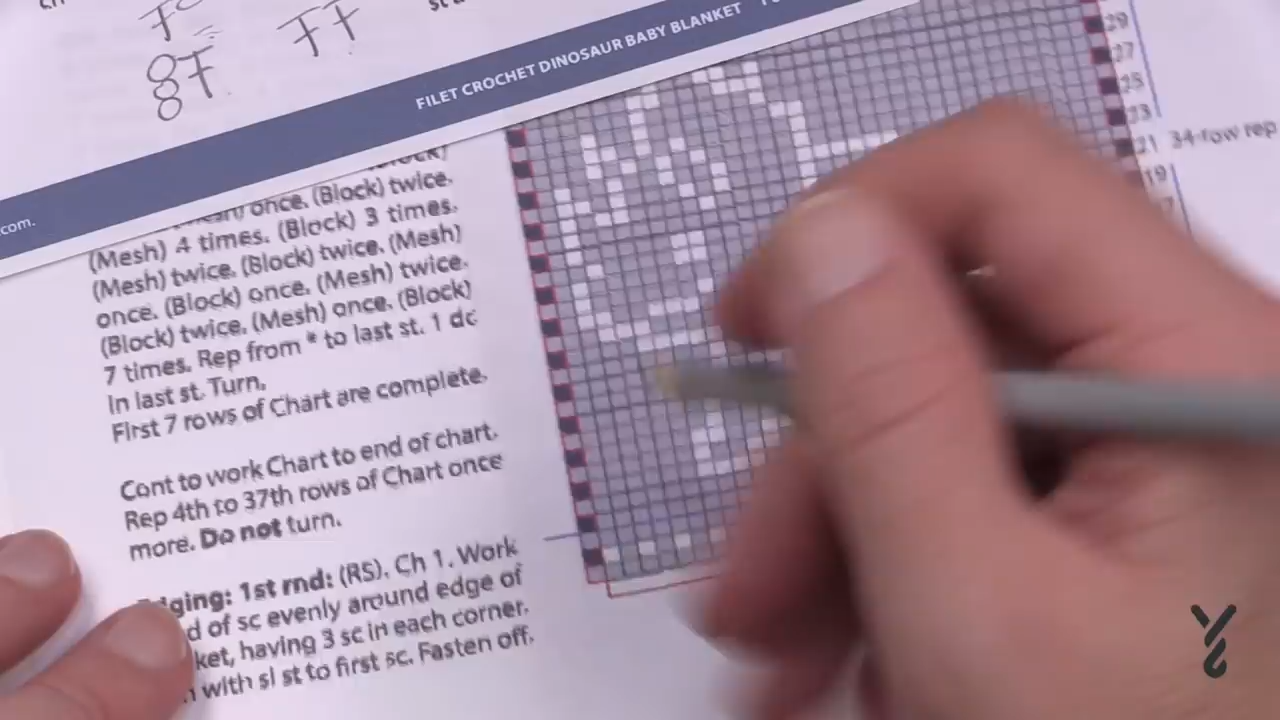 8F FF
FILET CROCHET DINOSAUR BABY BLANKET
com.
once. (Block) twice.
(Mesh) 4 times. (Block) 3 times.
(Mesh) twice. (Block) twice. (Mesh)
once. (Block) once. (Mesh) twice.
(Block) twice. (Mesh) once. (Block)
7 times. Rep from * to last st. 1 dc
in last st. Turn.
First 7 rows of Chart are complete.
Cont to work Chart to end of chart.
Rep 4th to 37th rows of Chart once
more. Do not turn.
ging: 1st rnd: (RS). Ch 1. Work
d of sc evenly around edge of
ket, having 3 sc in each corner.
with sl st to first sc. Fasten off.
29
27
25
23
21 34-row rep
19